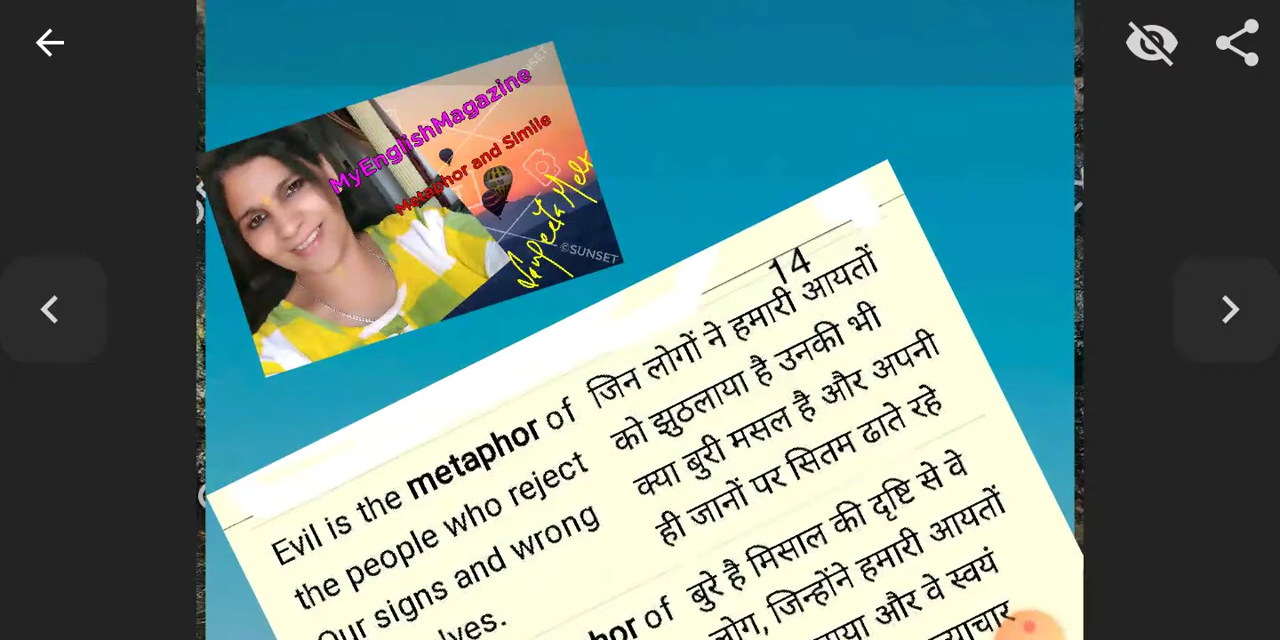 MyEnglishMagazine
Metaphor and Simile
©SUNSET
14
Evil is the metaphor of
the people who reject
Our signs and wrong
जिन लोगों ने हमारी आयतों
को झुठलाया है उनकी भी
क्या बुरी मसल है और अपनी
ही जानों पर सितम ढाते रहे
of
बुरे है मिसाल की दृष्टि से वे
लोग, जिन्होंने हमारी आयतों
और वे स्वयं